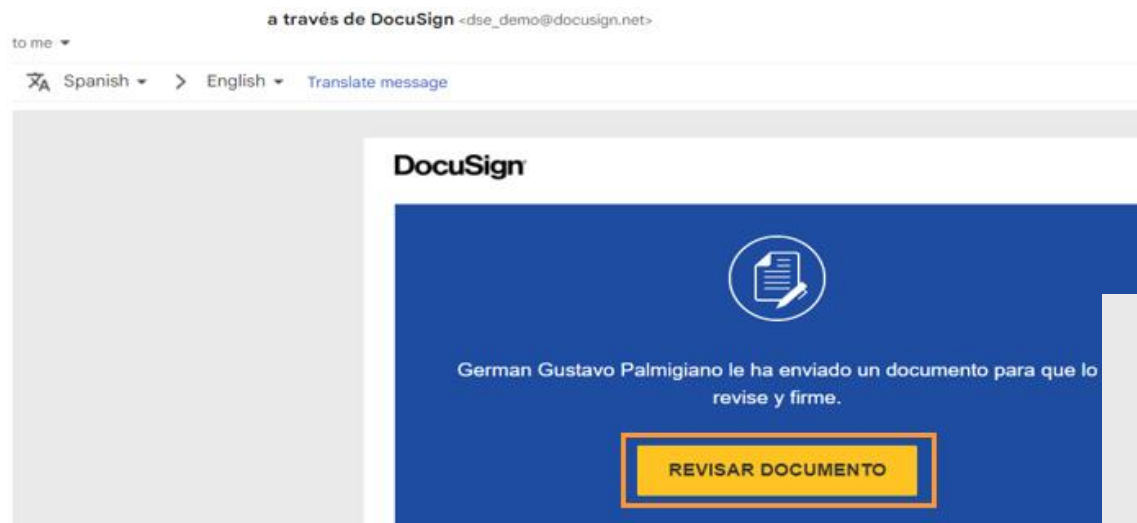 a través de DocuSign <dse_demo@docusign.net>
to me
Spanish > English Translate message
DocuSign
German Gustavo Palmigiano le ha enviado un documento para que lo
revise y firme.
REVISAR DOCUMENTO